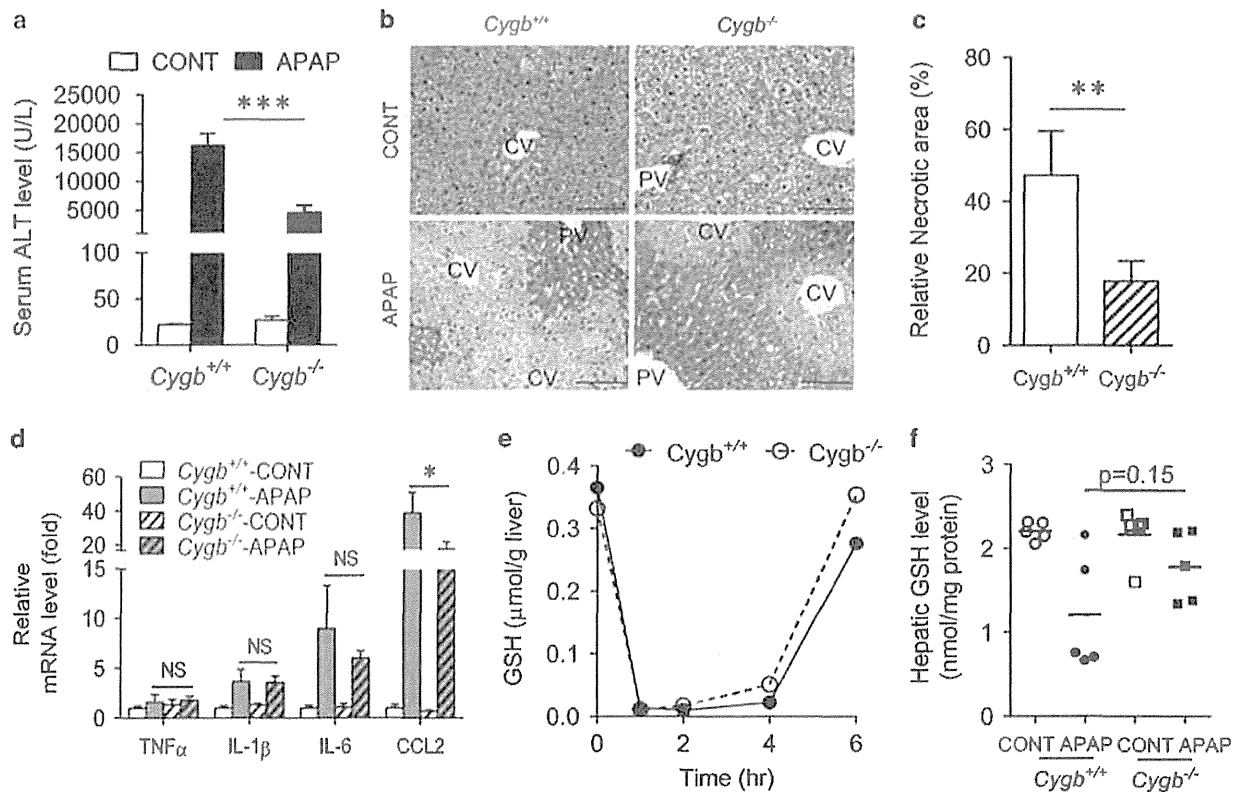 a
CONT APAP
Serum ALT level (U/L)
25000
20000
15000
10000
5000
100
50
0
***
Cygb+/+ Cygb-/-
b
Cygb+/+ Cygb-/-
CONT
CV
PV
CV
APAP
CV
PV
CV
PV
CV
CV
c
Relative Necrotic area (%)
80
60
40
20
0
**
Cygb+/+ Cygb-/-
d
Cygb+/+-CONT
Cygb+/+-APAP
Cygb-/--CONT
Cygb-/--APAP
Relative
mRNA level (fold)
60
40
20
10
5
0
NS
NS
NS
*
TNFα IL-1β IL-6 CCL2
e
Cygb+/+ Cygb-/-
GSH (μmol/g liver)
0.4
0.3
0.2
0.1
0.0
0 2 4 6
Time (hr)
f
Hepatic GSH level
(nmol/mg protein)
3
2
1
0
p=0.15
CONT APAP CONT APAP
Cygb+/+ Cygb-/-